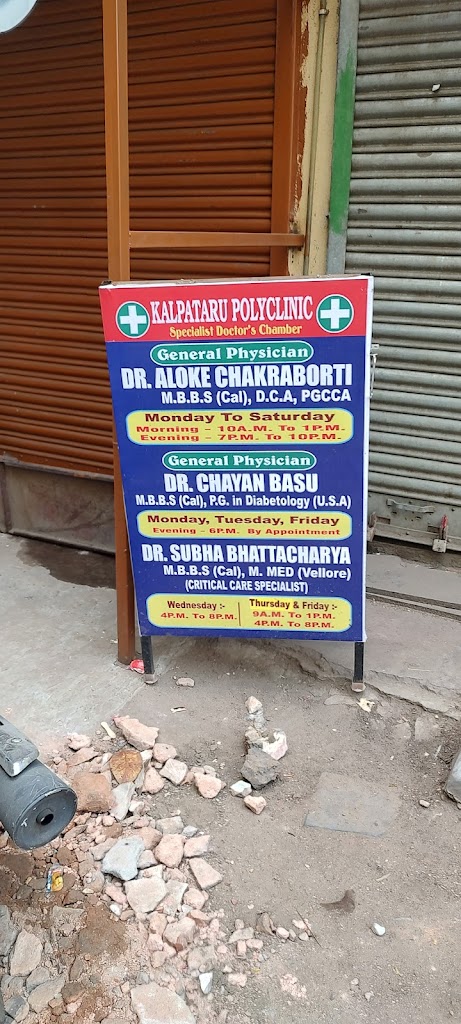 KALPATARU POLYCLINIC
Specialist Doctor's Chamber
General Physician
DR. ALOKE CHAKRABORTI
M.B.B.S (Cal), D.C.A, PGCCA
Monday To Saturday
Morning - 10A.M. To 1P.M.
Evening - 7P.M. To 10P.M.
General Physician
DR. CHAYAN BASU
M.B.B.S (Cal), P.G. in Diabetology (U.S.A)
Monday, Tuesday, Friday
Evening - 6P.M. By Appointment
DR. SUBHA BHATTACHARYA
M.B.B.S (Cal), M. MED (Vellore)
(CRITICAL CARE SPECIALIST)
Wednesday :-
4P.M. To 8P.M.
Thursday & Friday :-
9A.M. To 1P.M.
4P.M. To 8P.M.